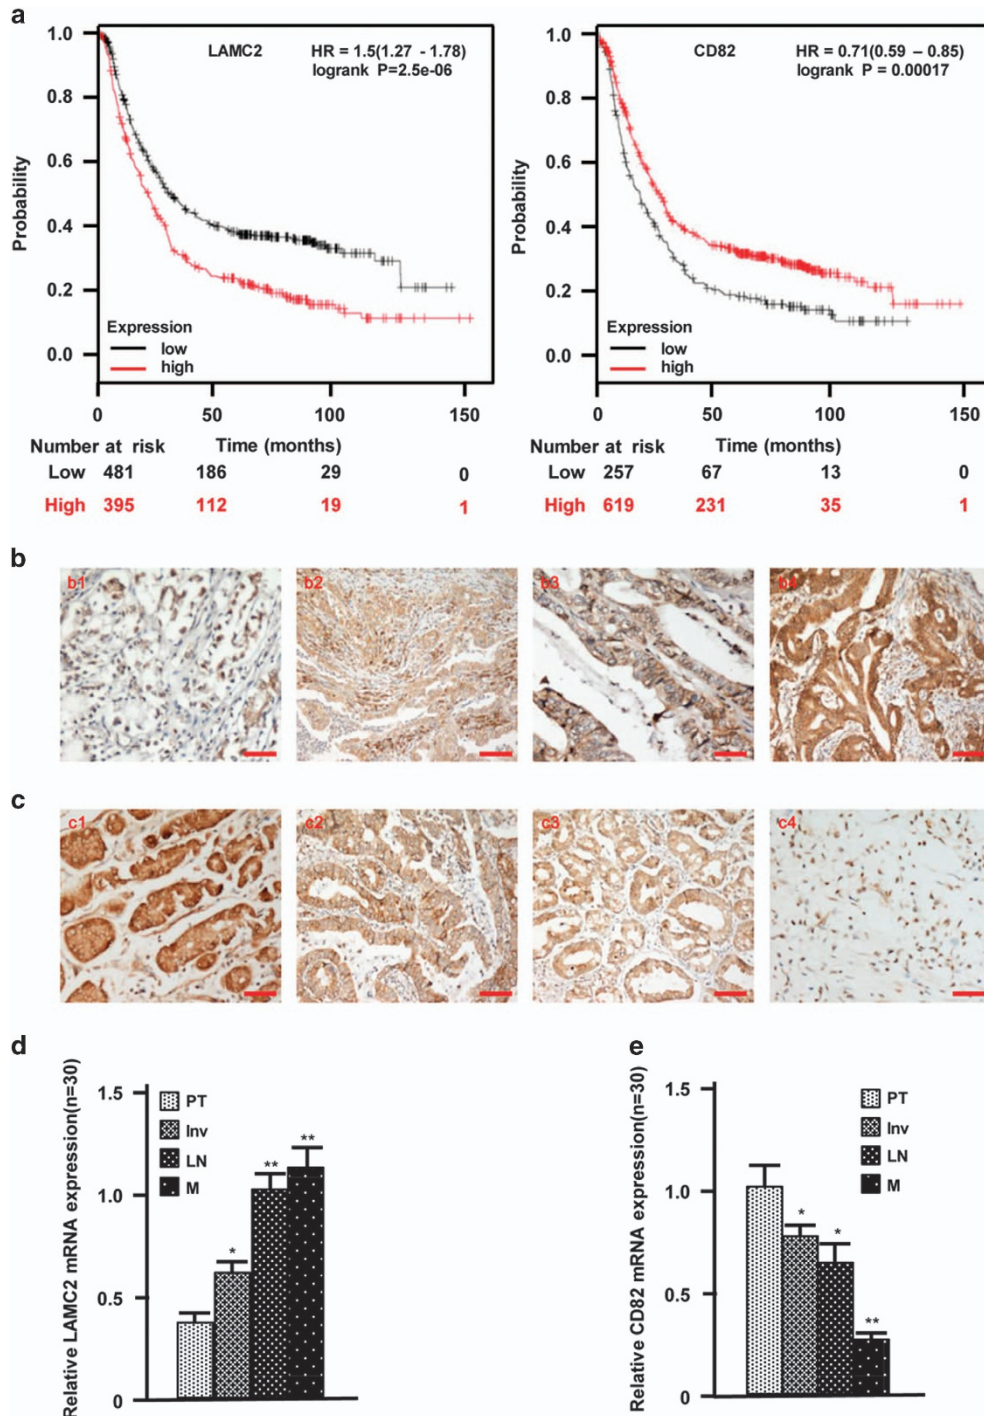 a
LAMC2
HR = 1.5(1.27 - 1.78)
logrank P=2.5e-06
Probability
1.0
0.8
0.6
0.4
0.2
0.0
Expression
low
high
0 50 100 150
Number at risk Time (months)
Low 481 186 29 0
High 395 112 19 1
CD82
HR = 0.71(0.59 – 0.85)
logrank P = 0.00017
Probability
1.0
0.8
0.6
0.4
0.2
0.0
Expression
low
high
0 50 100 150
Number at risk Time (months)
Low 257 67 13 0
High 619 231 35 1
b
b1 b2 b3 b4
c
c1 c2 c3 c4
d
Relative LAMC2 mRNA expression(n=30)
1.5
1.0
0.5
0
PT
Inv
LN
M
* ** **
e
Relative CD82 mRNA expression(n=30)
1.5
1.0
0.5
0
PT
Inv
LN
M
* * **